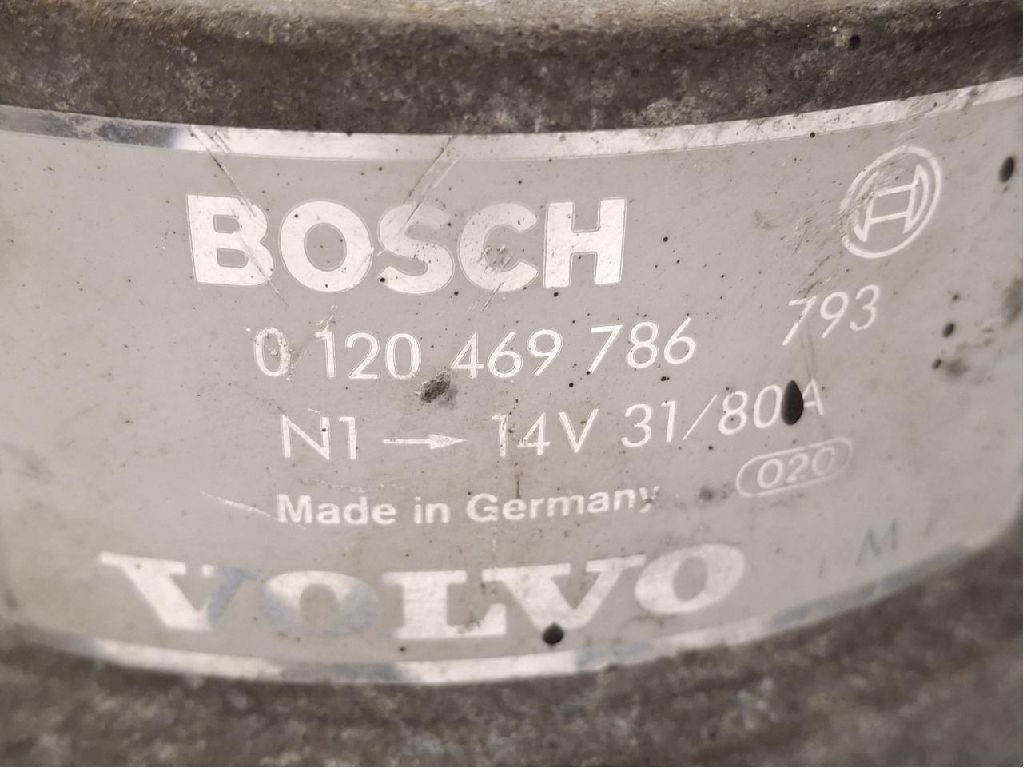 BOSCH
0 120 469 786 793
N1 → 14V 31/80A
020
Made in Germany
VOLVO
M